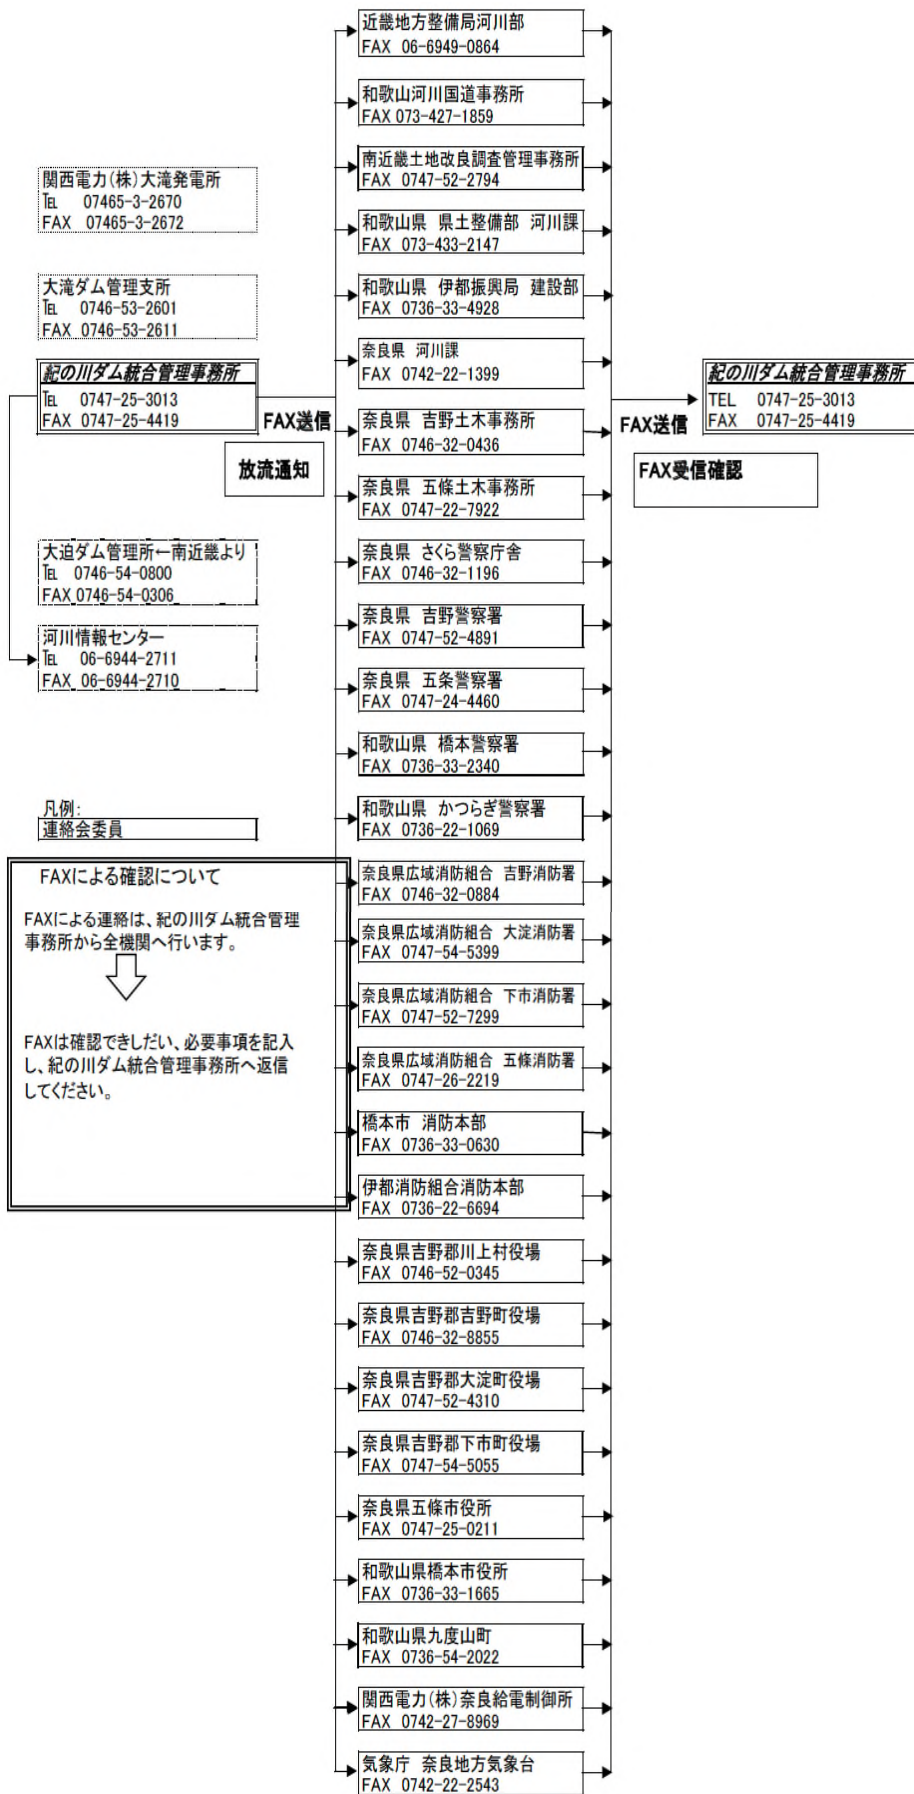 近畿地方整備局河川部
FAX 06-6949-0864
和歌山河川国道事務所
FAX 073-427-1859
南近畿土地改良調査管理事務所
FAX 0747-52-2794
和歌山県 県土整備部 河川課
FAX 073-433-2147
和歌山県 伊都振興局 建設部
FAX 0736-33-4928
奈良県 河川課
FAX 0742-22-1399
奈良県 吉野土木事務所
FAX 0746-32-0436
奈良県 五條土木事務所
FAX 0747-22-7922
奈良県 さくら警察庁舎
FAX 0746-32-1196
奈良県 吉野警察署
FAX 0747-52-4891
奈良県 五条警察署
FAX 0747-24-4460
和歌山県 橋本警察署
FAX 0736-33-2340
和歌山県 かつらぎ警察署
FAX 0736-22-1069
奈良県広域消防組合 吉野消防署
FAX 0746-32-0884
奈良県広域消防組合 大淀消防署
FAX 0747-54-5399
奈良県広域消防組合 下市消防署
FAX 0747-52-7299
奈良県広域消防組合 五條消防署
FAX 0747-26-2219
橋本市 消防本部
FAX 0736-33-0630
伊都消防組合消防本部
FAX 0736-22-6694
奈良県吉野郡川上村役場
FAX 0746-52-0345
奈良県吉野郡吉野町役場
FAX 0746-32-8855
奈良県吉野郡大淀町役場
FAX 0747-52-4310
奈良県吉野郡下市町役場
FAX 0747-54-5055
奈良県五條市役所
FAX 0747-25-0211
和歌山県橋本市役所
FAX 0736-33-1665
和歌山県九度山町
FAX 0736-54-2022
関西電力(株)奈良給電制御所
FAX 0742-27-8969
気象庁 奈良地方気象台
FAX 0742-22-2543
関西電力(株)大滝発電所
℡ 07465-3-2670
FAX 07465-3-2672
大滝ダム管理支所
℡ 0746-53-2601
FAX 0746-53-2611
紀の川ダム統合管理事務所
℡ 0747-25-3013
FAX 0747-25-4419
FAX送信
放流通知
大迫ダム管理所←南近畿より
℡ 0746-54-0800
FAX 0746-54-0306
河川情報センター
℡ 06-6944-2711
FAX 06-6944-2710
凡例:
連絡会委員
FAXによる確認について
FAXによる連絡は、紀の川ダム統合管理
事務所から全機関へ行います。
FAXは確認できしだい、必要事項を記入
し、紀の川ダム統合管理事務所へ返信
してください。
FAX送信
紀の川ダム統合管理事務所
TEL 0747-25-3013
FAX 0747-25-4419
FAX受信確認